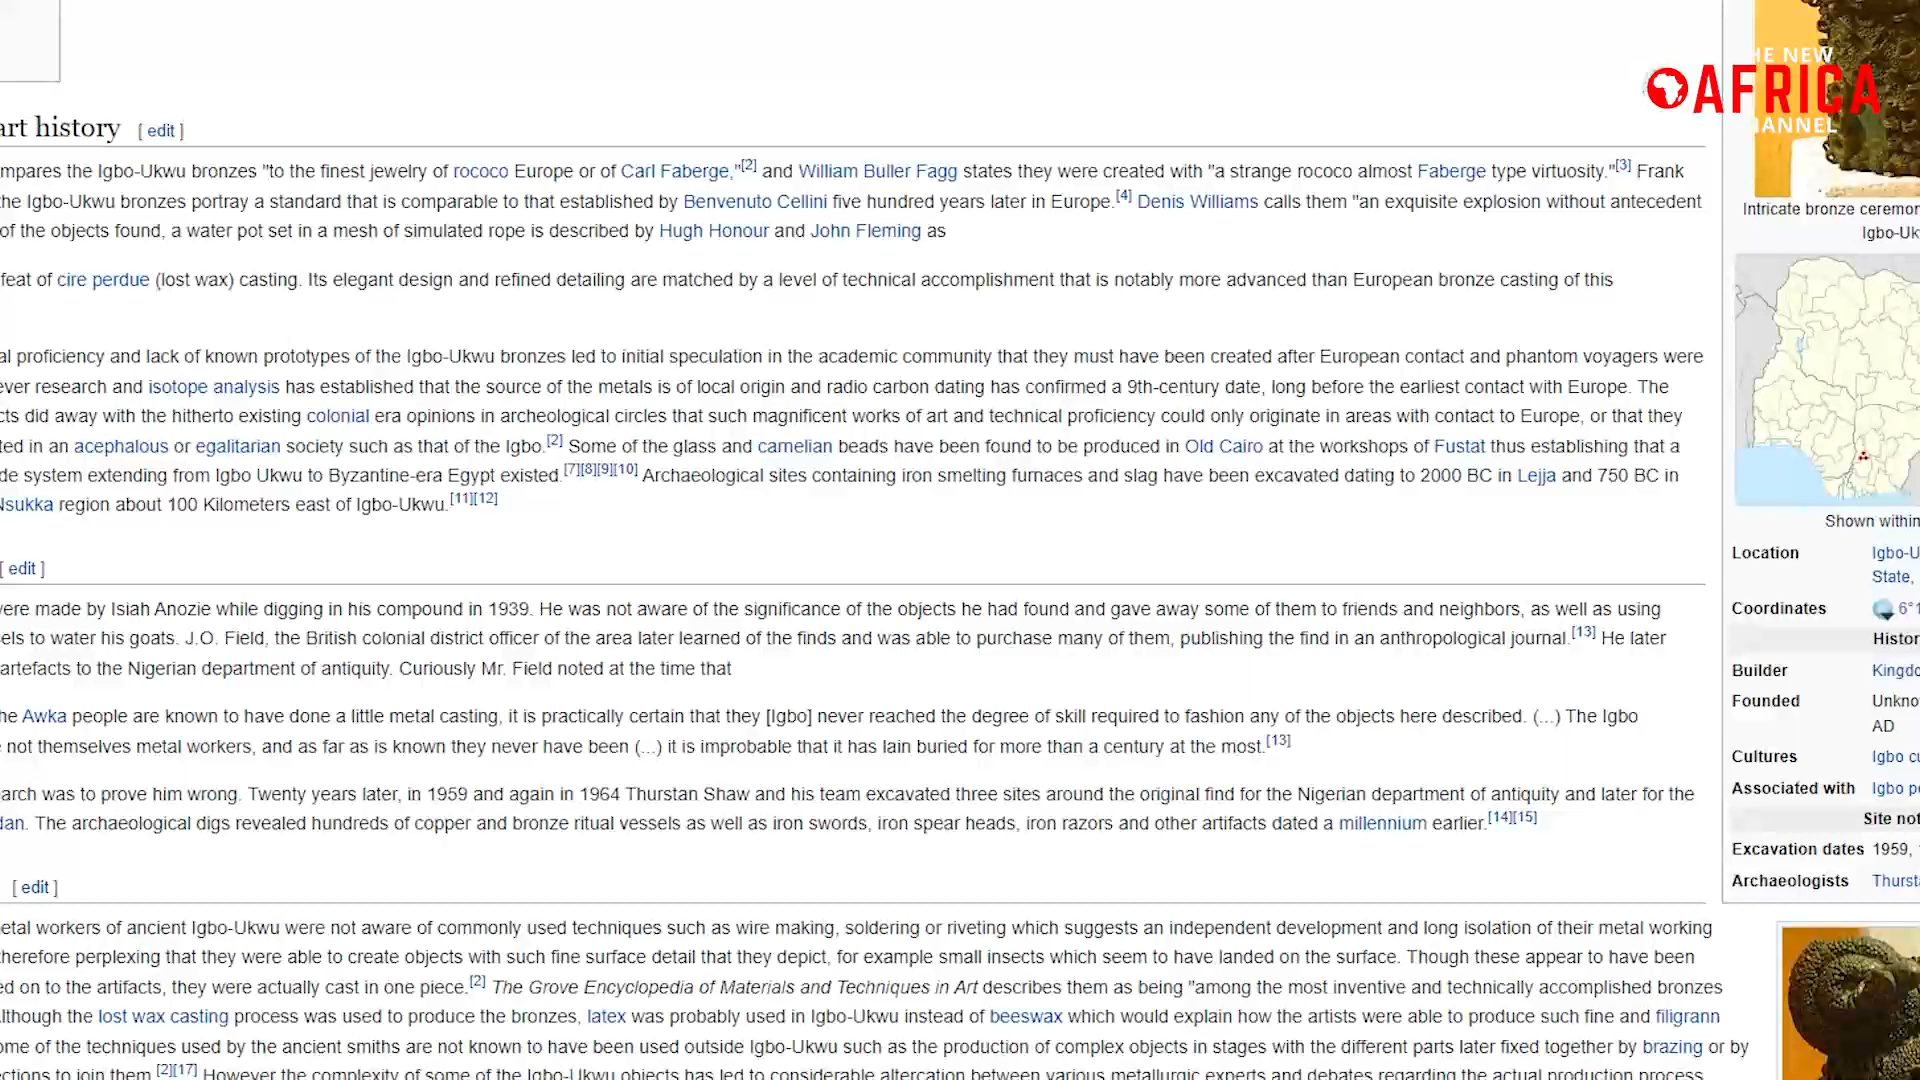 art history [ edit ]
mpares the Igbo-Ukwu bronzes "to the finest jewelry of rococo Europe or of Carl Faberge,"[2] and William Buller Fagg states they were created with "a strange rococo almost Faberge type virtuosity."[3] Frank
the Igbo-Ukwu bronzes portray a standard that is comparable to that established by Benvenuto Cellini five hundred years later in Europe.[4] Denis Williams calls them "an exquisite explosion without antecedent
of the objects found, a water pot set in a mesh of simulated rope is described by Hugh Honour and John Fleming as
feat of cire perdue (lost wax) casting. Its elegant design and refined detailing are matched by a level of technical accomplishment that is notably more advanced than European bronze casting of this
al proficiency and lack of known prototypes of the Igbo-Ukwu bronzes led to initial speculation in the academic community that they must have been created after European contact and phantom voyagers were
ever research and isotope analysis has established that the source of the metals is of local origin and radio carbon dating has confirmed a 9th-century date, long before the earliest contact with Europe. The
cts did away with the hitherto existing colonial era opinions in archeological circles that such magnificent works of art and technical proficiency could only originate in areas with contact to Europe, or that they
ted in an acephalous or egalitarian society such as that of the Igbo.[2] Some of the glass and carnelian beads have been found to be produced in Old Cairo at the workshops of Fustat thus establishing that a
de system extending from Igbo Ukwu to Byzantine-era Egypt existed.[7][8][9][10] Archaeological sites containing iron smelting furnaces and slag have been excavated dating to 2000 BC in Lejja and 750 BC in
Nsukka region about 100 Kilometers east of Igbo-Ukwu.[11][12]
[ edit ]
were made by Isiah Anozie while digging in his compound in 1939. He was not aware of the significance of the objects he had found and gave away some of them to friends and neighbors, as well as using
sels to water his goats. J.O. Field, the British colonial district officer of the area later learned of the finds and was able to purchase many of them, publishing the find in an anthropological journal.[13] He later
artefacts to the Nigerian department of antiquity. Curiously Mr. Field noted at the time that
he Awka people are known to have done a little metal casting, it is practically certain that they [Igbo] never reached the degree of skill required to fashion any of the objects here described. (...) The Igbo
not themselves metal workers, and as far as is known they never have been (...) it is improbable that it has lain buried for more than a century at the most.[13]
arch was to prove him wrong. Twenty years later, in 1959 and again in 1964 Thurstan Shaw and his team excavated three sites around the original find for the Nigerian department of antiquity and later for the
dan. The archaeological digs revealed hundreds of copper and bronze ritual vessels as well as iron swords, iron spear heads, iron razors and other artifacts dated a millennium earlier.[14][15]
[ edit ]
etal workers of ancient Igbo-Ukwu were not aware of commonly used techniques such as wire making, soldering or riveting which suggests an independent development and long isolation of their metal working
therefore perplexing that they were able to create objects with such fine surface detail that they depict, for example small insects which seem to have landed on the surface. Though these appear to have been
ed on to the artifacts, they were actually cast in one piece.[2] The Grove Encyclopedia of Materials and Techniques in Art describes them as being "among the most inventive and technically accomplished bronzes
lthough the lost wax casting process was used to produce the bronzes, latex was probably used in Igbo-Ukwu instead of beeswax which would explain how the artists were able to produce such fine and filigrann
ome of the techniques used by the ancient smiths are not known to have been used outside Igbo-Ukwu such as the production of complex objects in stages with the different parts later fixed together by brazing or by
ctions to join them.[2][17] However the complexity of some of the Igbo-Ukwu objects has led to considerable altercation between various metallurgic experts and debates regarding the actual production process
THE NEW
AFRICA
CHANNEL
Intricate bronze ceremon
Igbo-Uk
Shown within
Location Igbo-U
State,
Coordinates 6°1
Histor
Builder Kingdo
Founded Unkno
AD
Cultures Igbo cu
Associated with Igbo pe
Site not
Excavation dates 1959,
Archaeologists Thursta